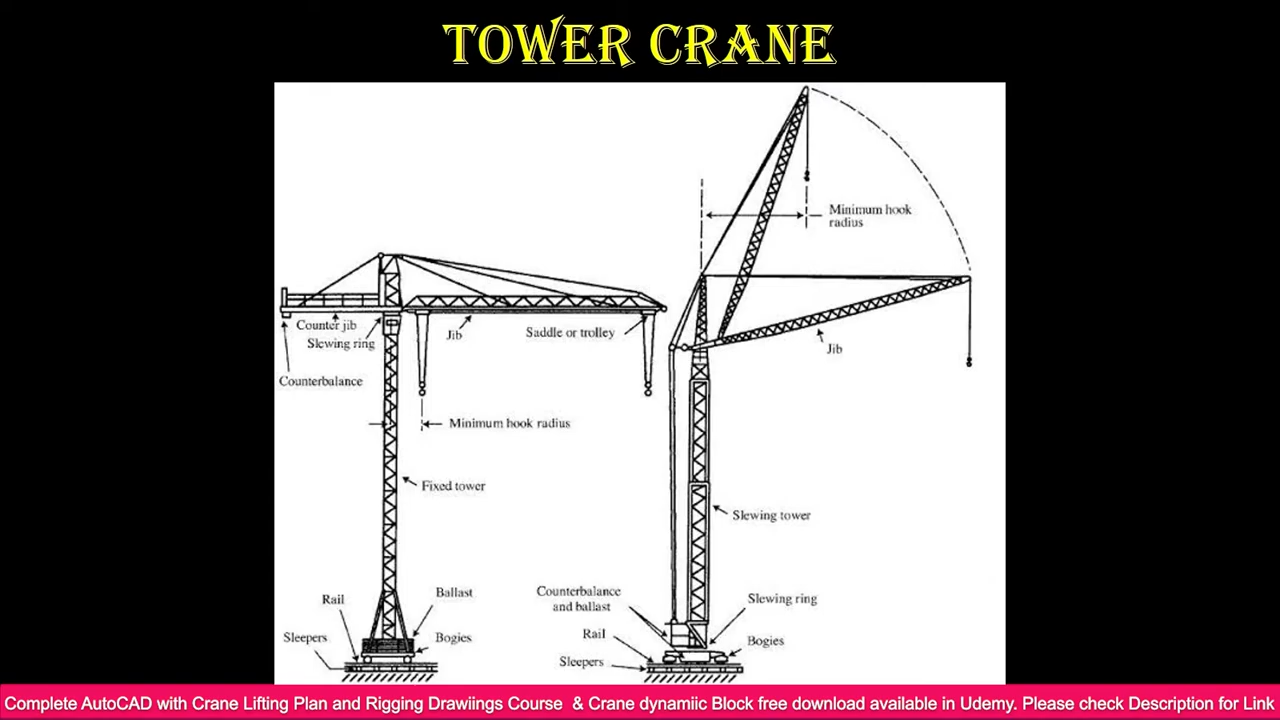 TOWER CRANE
Minimum hook
radius
Counter jib
Slewing ring
Jib
Saddle or trolley
Jib
Counterbalance
Minimum hook radius
Fixed tower
Slewing tower
Rail
Ballast
Counterbalance
and ballast
Slewing ring
Sleepers
Bogies
Rail
Bogies
Sleepers
Complete AutoCAD with Crane Lifting Plan and Rigging Drawiings Course & Crane dynamiic Block free download available in Udemy. Please check Description for Link